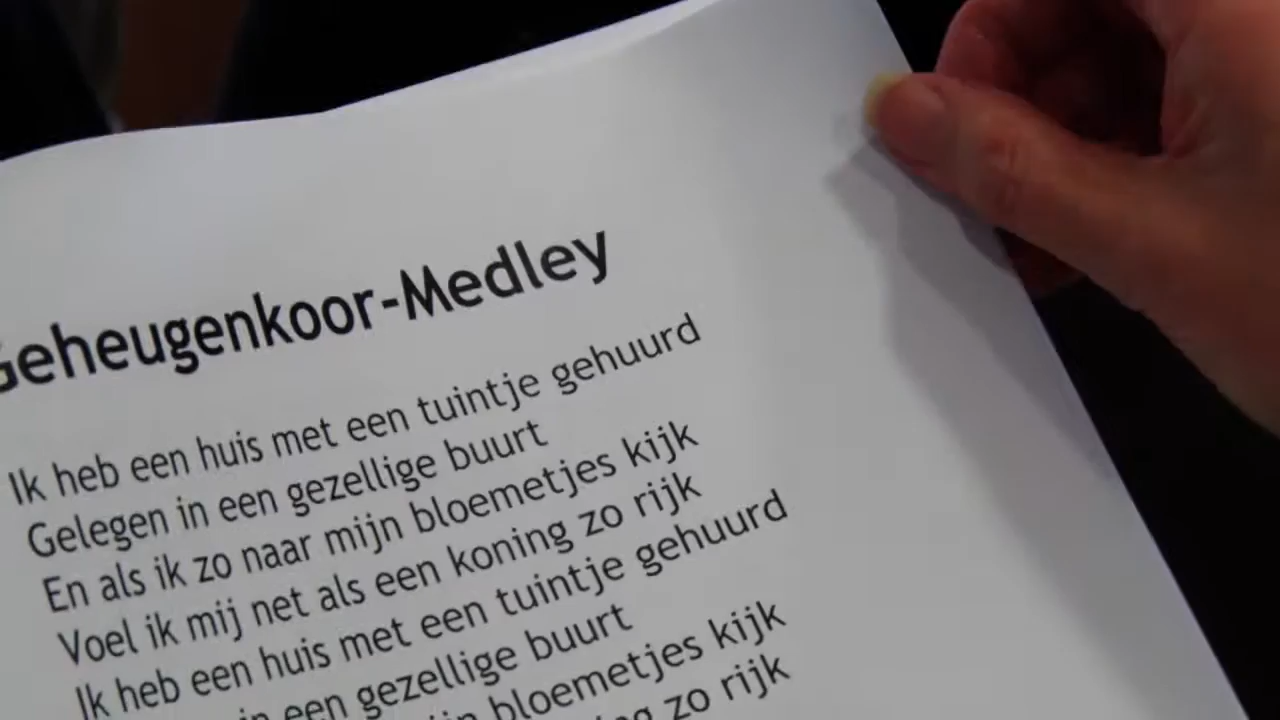 Geheugenkoor-Medley
Ik heb een huis met een tuintje gehuurd
Gelegen in een gezellige buurt
En als ik zo naar mijn bloemetjes kijk
Voel ik mij net als een koning zo rijk
Ik heb een huis met een tuintje gehuurd
in een gezellige buurt
bloemetjes kijk
zo rijk